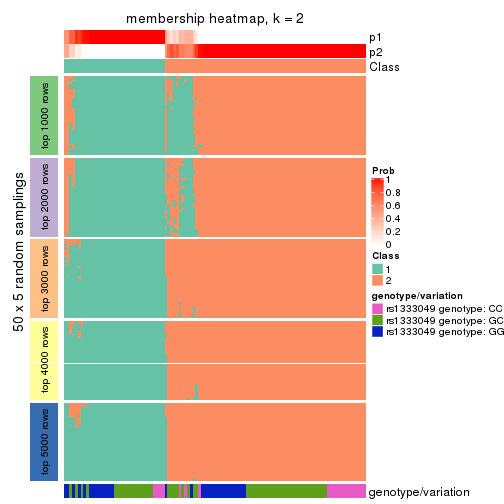 membership heatmap, k = 2
p1
p2
Class
50 x 5 random samplings
top 1000 rows
top 2000 rows
top 3000 rows
top 4000 rows
top 5000 rows
Prob
1
0.8
0.6
0.4
0.2
0
Class
1
2
genotype/variation
rs1333049 genotype: CC
rs1333049 genotype: GC
rs1333049 genotype: GG
genotype/variation